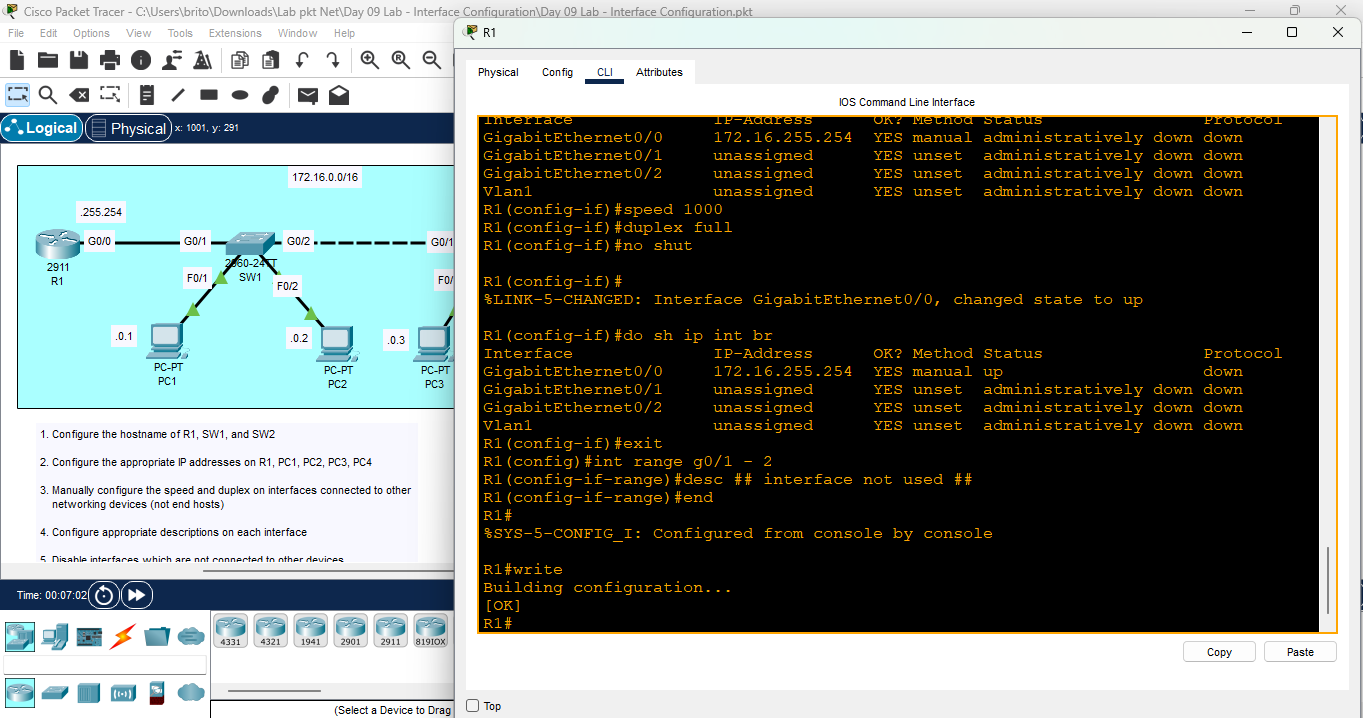 Cisco Packet Tracer - C:\Users\brito\Downloads\Lab pkt Net\Day 09 Lab - Interface Configuration\Day 09 Lab - Interface Configuration.pkt
File Edit Options View Tools Extensions Window Help
Logical Physical x: 1001, y: 291
172.16.0.0/16
.255.254
G0/0 G0/1 G0/2 G0/1
2911
R1
2960-24TT
SW1
F0/1 F0/2 F0/
.0.1 .0.2 .0.3
PC-PT
PC1
PC-PT
PC2
PC-PT
PC3
1. Configure the hostname of R1, SW1, and SW2
2. Configure the appropriate IP addresses on R1, PC1, PC2, PC3, PC4
3. Manually configure the speed and duplex on interfaces connected to other
networking devices (not end hosts)
4. Configure appropriate descriptions on each interface
5. Disable interfaces which are not connected to other devices
Time: 00:07:02
4331 4321 1941 2901 2911 819IOX
(Select a Device to Drag
R1
Physical Config CLI Attributes
IOS Command Line Interface
Interface IP-Address OK? Method Status Protocol
GigabitEthernet0/0 172.16.255.254 YES manual administratively down down
GigabitEthernet0/1 unassigned YES unset administratively down down
GigabitEthernet0/2 unassigned YES unset administratively down down
Vlan1 unassigned YES unset administratively down down
R1(config-if)#speed 1000
R1(config-if)#duplex full
R1(config-if)#no shut
R1(config-if)#
%LINK-5-CHANGED: Interface GigabitEthernet0/0, changed state to up
R1(config-if)#do sh ip int br
Interface IP-Address OK? Method Status Protocol
GigabitEthernet0/0 172.16.255.254 YES manual up down
GigabitEthernet0/1 unassigned YES unset administratively down down
GigabitEthernet0/2 unassigned YES unset administratively down down
Vlan1 unassigned YES unset administratively down down
R1(config-if)#exit
R1(config)#int range g0/1 - 2
R1(config-if-range)#desc ## interface not used ##
R1(config-if-range)#end
R1#
%SYS-5-CONFIG_I: Configured from console by console
R1#write
Building configuration...
[OK]
R1#
Copy Paste
Top